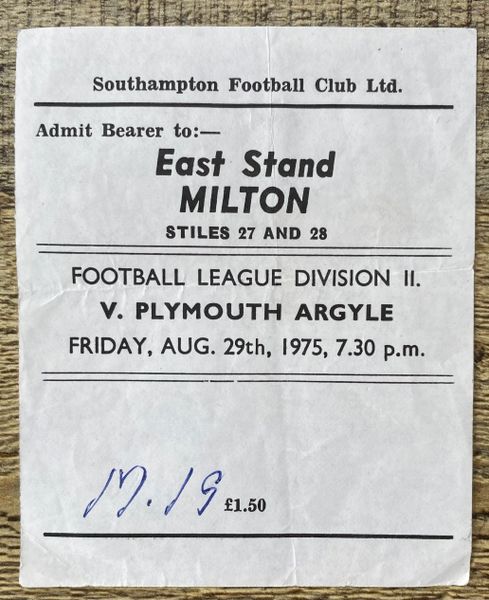 Southampton Football Club Ltd.
Admit Bearer to:—
East Stand
MILTON
STILES 27 AND 28
FOOTBALL LEAGUE DIVISION II.
V. PLYMOUTH ARGYLE
FRIDAY, AUG. 29th, 1975, 7.30 p.m.
M. 19 £1.50